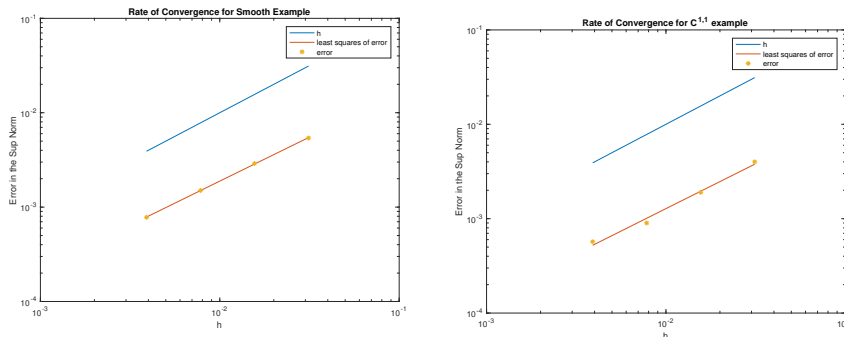 Rate of Convergence for Smooth Example
10^-1
h
least squares of error
error
10^-2
Error in the Sup Norm
10^-3
10^-4
10^-3
10^-2
10^-1
h
Rate of Convergence for C^1,1 example
10^-1
h
least squares of error
error
10^-2
Error in the Sup Norm
10^-3
10^-4
10^-3
10^-2